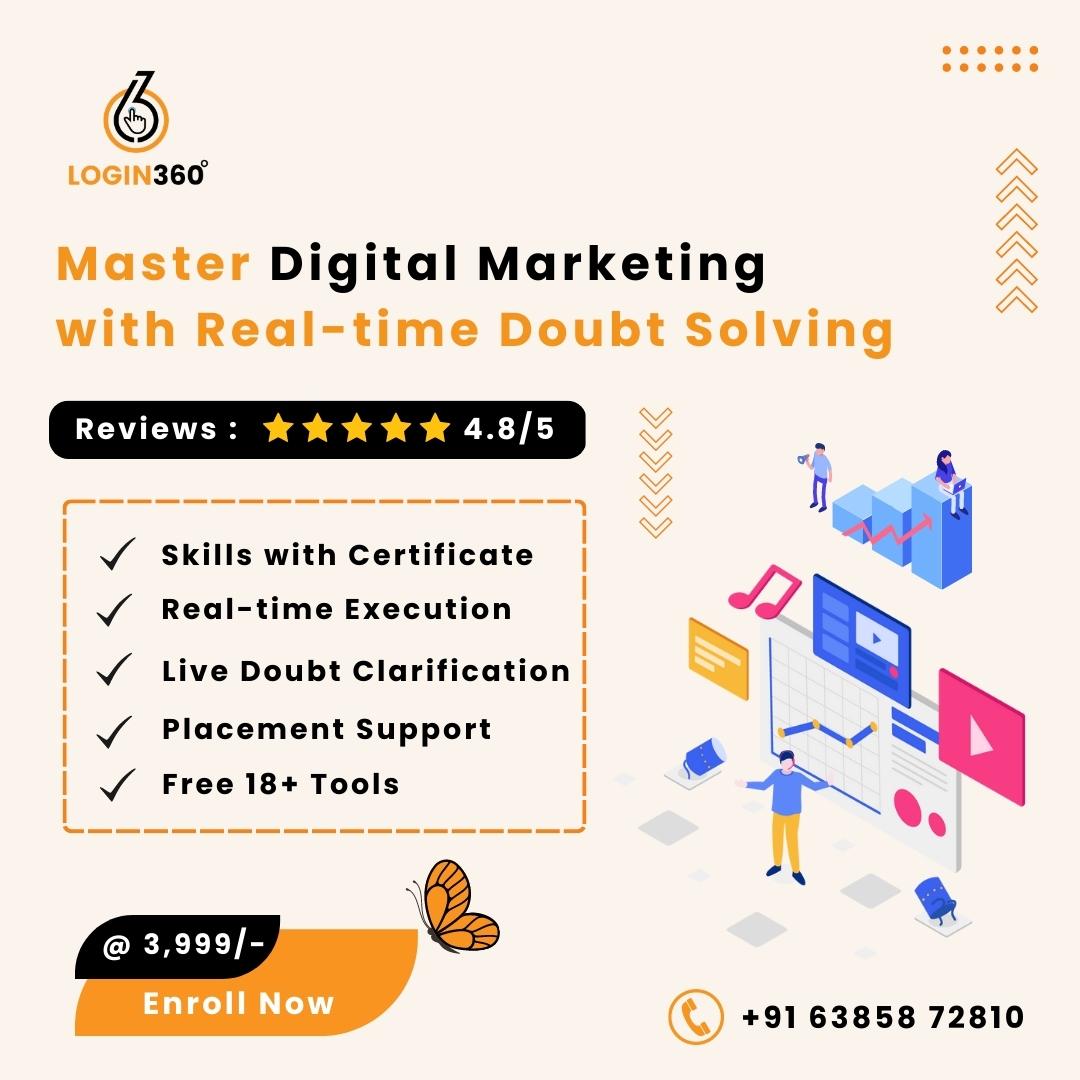 LOGIN360°
Master Digital Marketing
with Real-time Doubt Solving
Reviews : 4.8/5
Skills with Certificate
Real-time Execution
Live Doubt Clarification
Placement Support
Free 18+ Tools
@ 3,999/-
Enroll Now
+91 63858 72810